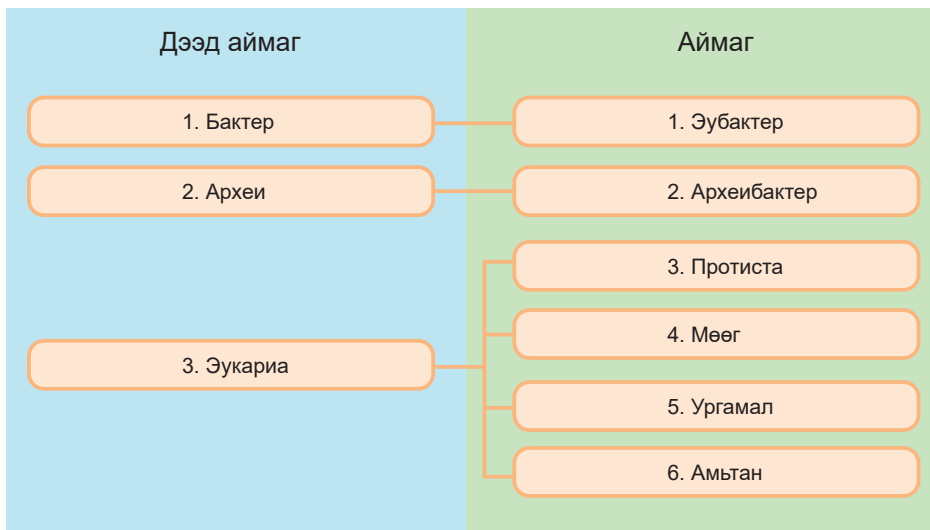 Дээд аймаг
Аймаг
1. Бактер
1. Эубактер
2. Археи
2. Археибактер
3. Протиста
4. Мөөг
3. Эукариа
5. Ургамал
6. Амьтан